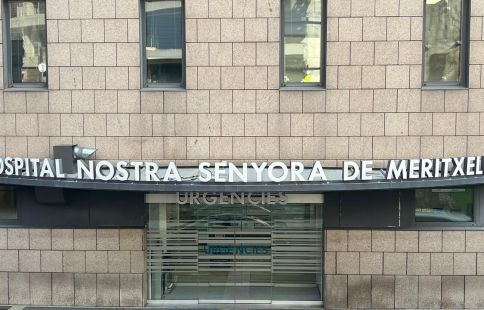 OSPITAL NOSTRA SENYORA DE MERITXEL
URGÈNCIES
URGÈNCIES